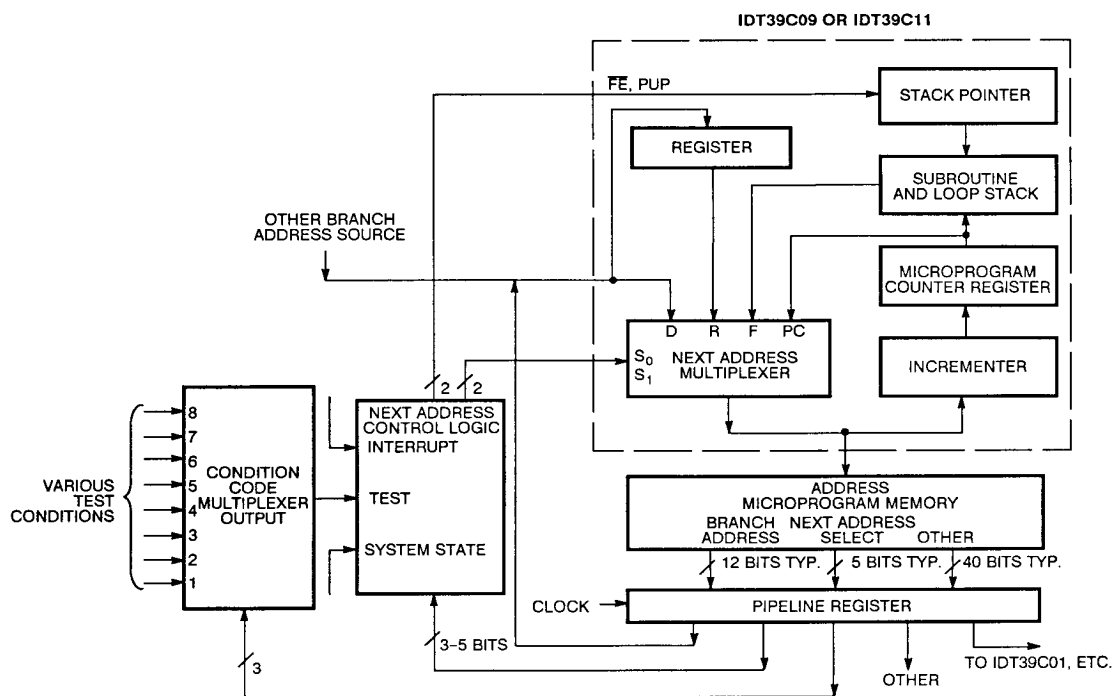 IDT39C09 OR IDT39C11
FE, PUP
STACK POINTER
REGISTER
SUBROUTINE
AND LOOP STACK
OTHER BRANCH
ADDRESS SOURCE
MICROPROGRAM
COUNTER REGISTER
D R F PC
S0
S1
NEXT ADDRESS
MULTIPLEXER
INCREMENTER
2 2
8
7
6
5
4
3
2
1
VARIOUS
TEST
CONDITIONS
CONDITION
CODE
MULTIPLEXER
OUTPUT
NEXT ADDRESS
CONTROL LOGIC
INTERRUPT
TEST
SYSTEM STATE
ADDRESS
MICROPROGRAM MEMORY
BRANCH
ADDRESS
NEXT ADDRESS
SELECT
OTHER
12 BITS TYP.
5 BITS TYP.
40 BITS TYP.
CLOCK
PIPELINE REGISTER
3
3–5 BITS
OTHER
TO IDT39C01, ETC.